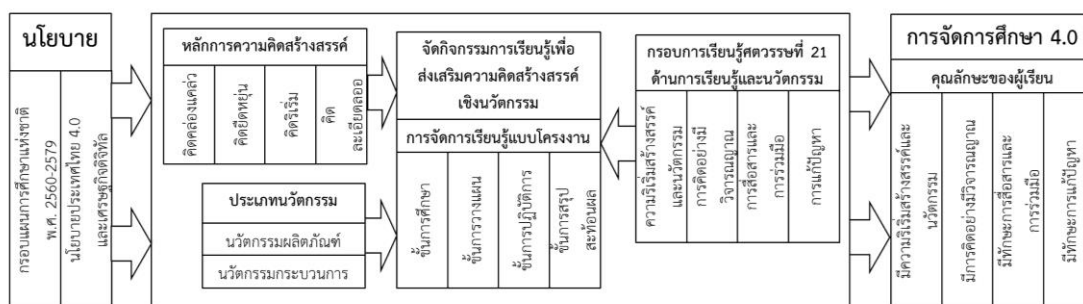 นโยบาย
กรอบแผนการศึกษาแห่งชาติ
พ.ศ. 2560-2579
นโยบายประเทศไทย 4.0
และเศรษฐกิจดิจิทัล
หลักการความคิดสร้างสรรค์
คิดคล่องแคล่ว
คิดยืดหยุ่น
คิดริเริ่ม
คิด
ละเอียดลออ
ประเภทนวัตกรรม
นวัตกรรมผลิตภัณฑ์
นวัตกรรมกระบวนการ
จัดกิจกรรมการเรียนรู้เพื่อ
ส่งเสริมความคิดสร้างสรรค์
เชิงนวัตกรรม
การจัดการเรียนรู้แบบโครงงาน
ขั้นการศึกษา
ขั้นการวางแผน
ขั้นการปฏิบัติการ
ขั้นการสรุป
สะท้อนผล
กรอบการเรียนรู้ศตวรรษที่ 21
ด้านการเรียนรู้และนวัตกรรม
ความเริ่มสร้างสรรค์
และนวัตกรรม
การคิดอย่างมี
วิจารณญาณ
การสื่อสารและ
การร่วมมือ
การแก้ปัญหา
การจัดการศึกษา 4.0
คุณลักษะของผู้เรียน
มีความริเริ่มสร้างสรรค์และ
นวัตกรรม
มีการคิดอย่างมีวิจารณญาณ
มีทักษะการสื่อสารและ
การร่วมมือ
มีทักษะการแก้ปัญหา